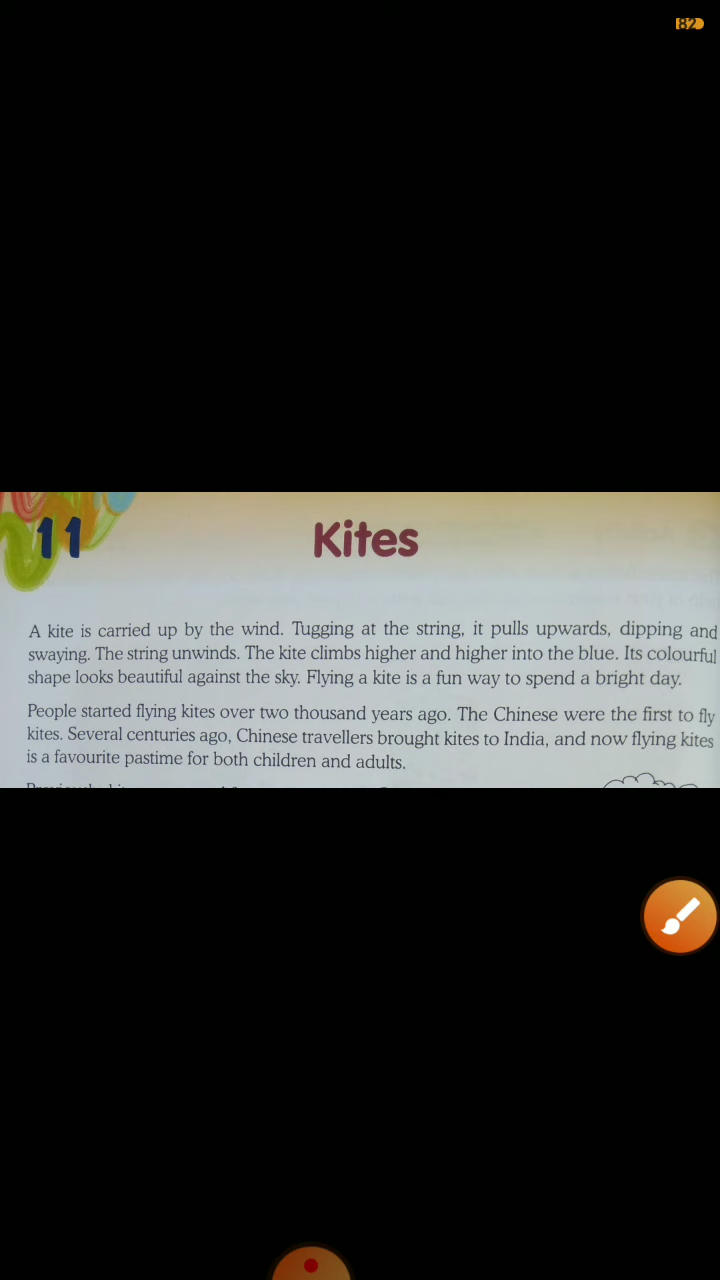 82
11
Kites
A kite is carried up by the wind. Tugging at the string, it pulls upwards, dipping and
swaying. The string unwinds. The kite climbs higher and higher into the blue. Its colourful
shape looks beautiful against the sky. Flying a kite is a fun way to spend a bright day.
People started flying kites over two thousand years ago. The Chinese were the first to fly
kites. Several centuries ago, Chinese travellers brought kites to India, and now flying kites
is a favourite pastime for both children and adults.